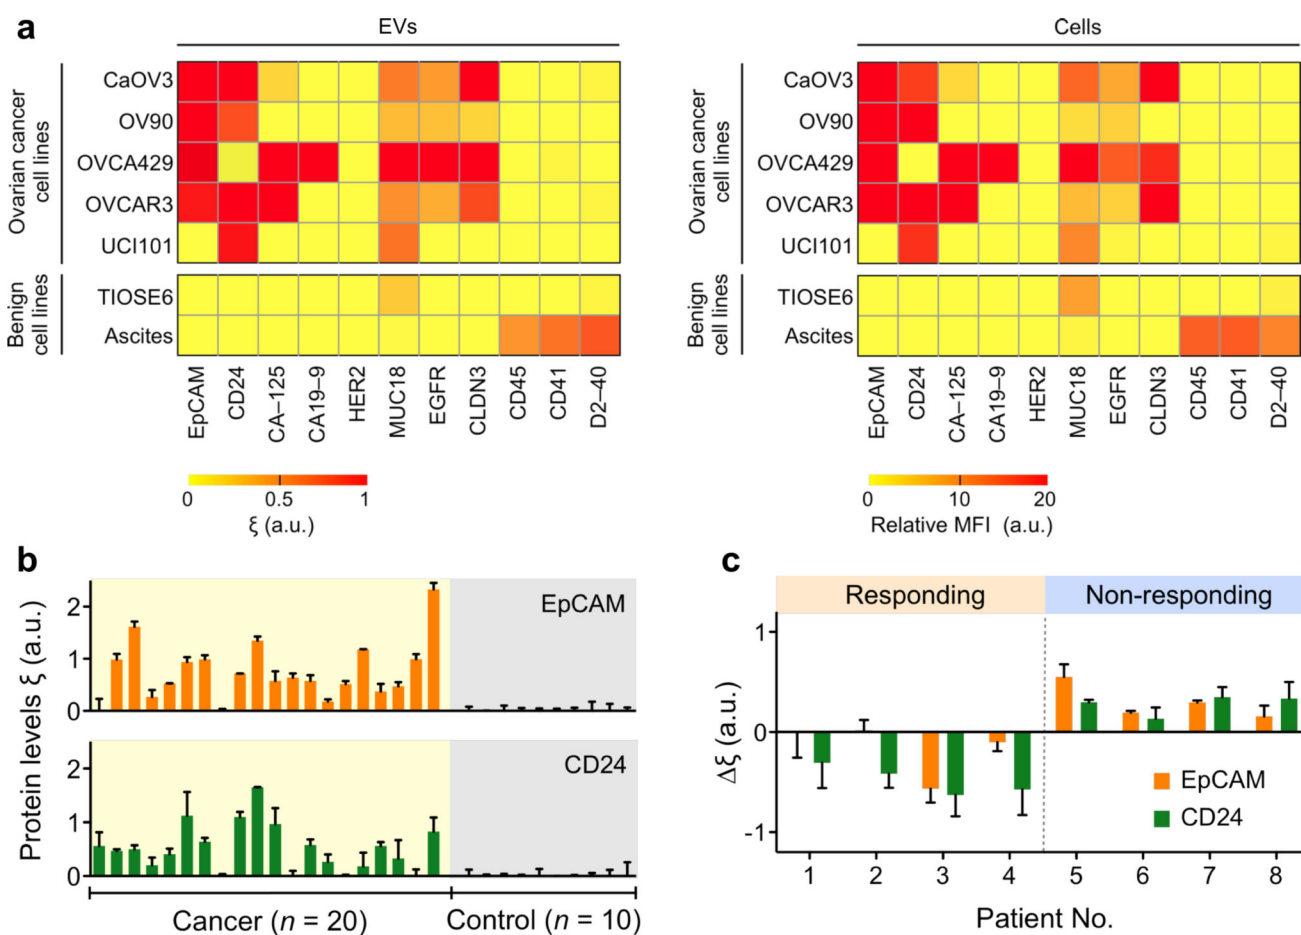 a
EVs
Ovarian cancer
cell lines
CaOV3
OV90
OVCA429
OVCAR3
UCI101
Benign
cell lines
TIOSE6
Ascites
EpCAM
CD24
CA–125
CA19–9
HER2
MUC18
EGFR
CLDN3
CD45
CD41
D2–40
0 0.5 1
ξ (a.u.)
Cells
Ovarian cancer
cell lines
CaOV3
OV90
OVCA429
OVCAR3
UCI101
Benign
cell lines
TIOSE6
Ascites
EpCAM
CD24
CA–125
CA19–9
HER2
MUC18
EGFR
CLDN3
CD45
CD41
D2–40
0 10 20
Relative MFI (a.u.)
b
Protein levels ξ (a.u.)
EpCAM
2
1
0
CD24
2
1
0
Cancer (n = 20)
Control (n = 10)
c
Responding
Non-responding
Δξ (a.u.)
1
0
-1
EpCAM
CD24
1 2 3 4 5 6 7 8
Patient No.